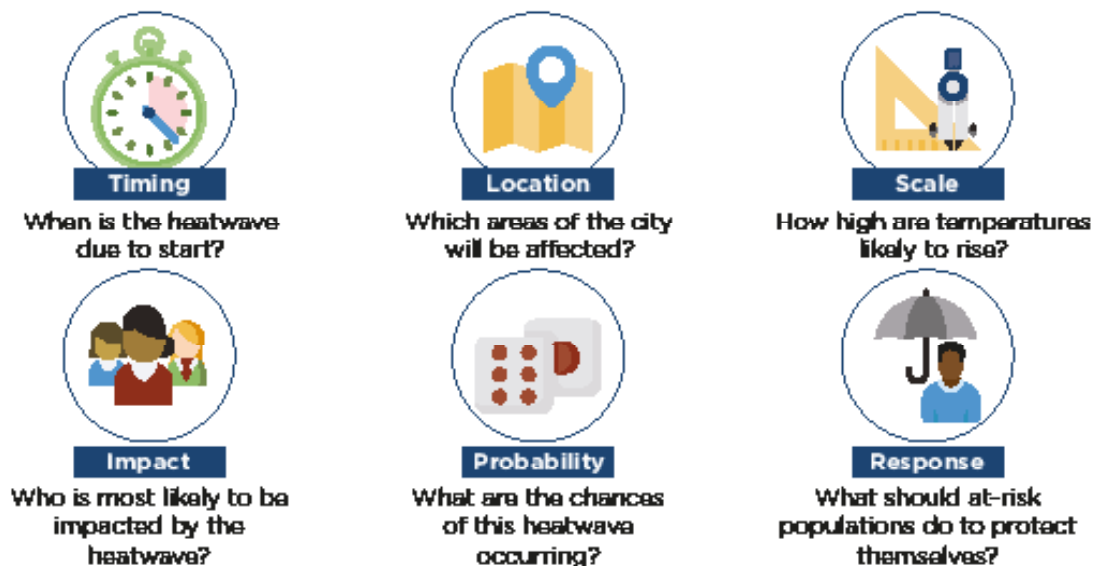 Timing
When is the heatwave
due to start?
Location
Which areas of the city
will be affected?
Scale
How high are temperatures
likely to rise?
Impact
Who is most likely to be
impacted by the
heatwave?
Probability
What are the chances
of this heatwave
occurring?
Response
What should at-risk
populations do to protect
themselves?